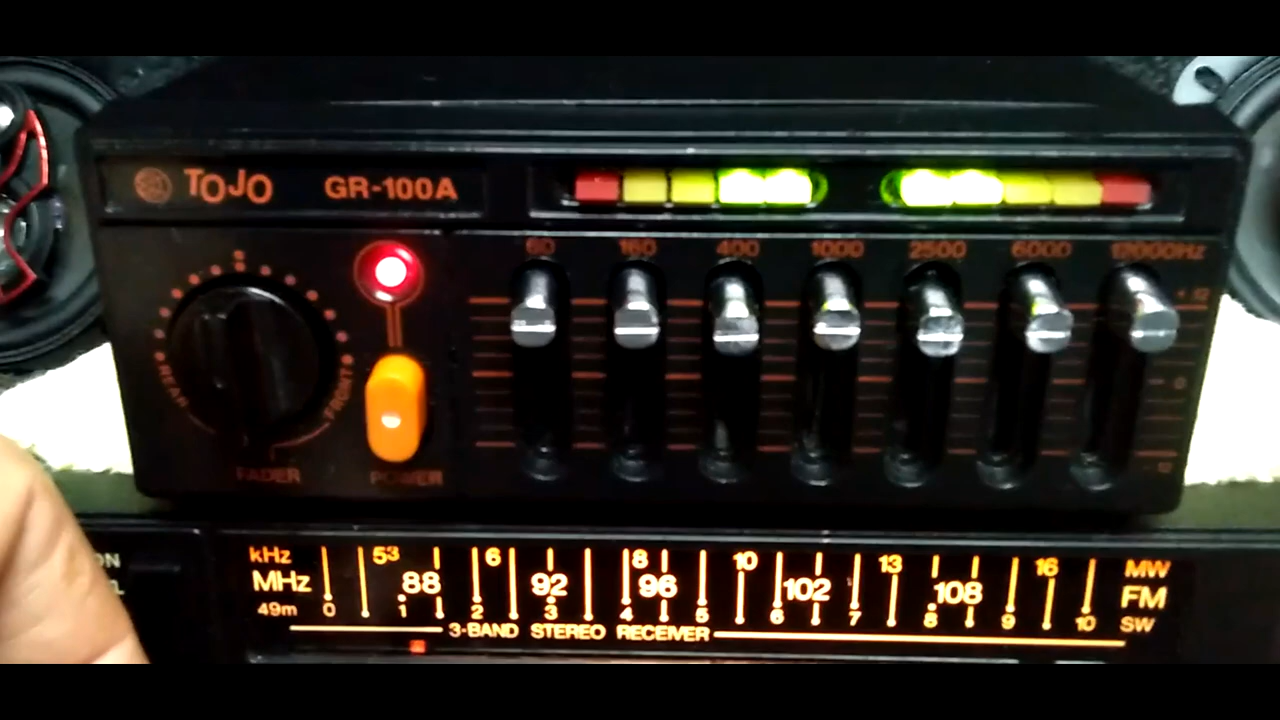 TOJO GR-100A
60 160 400 1000 2500 6000 12000Hz
+12
0
-12
REAR FRONT
FADER POWER
kHz 53 6 8 10 13 16 MW
MHz 88 92 96 102 108 FM
49m 0 1 2 3 4 5 6 7 8 9 10 SW
3-BAND STEREO RECEIVER